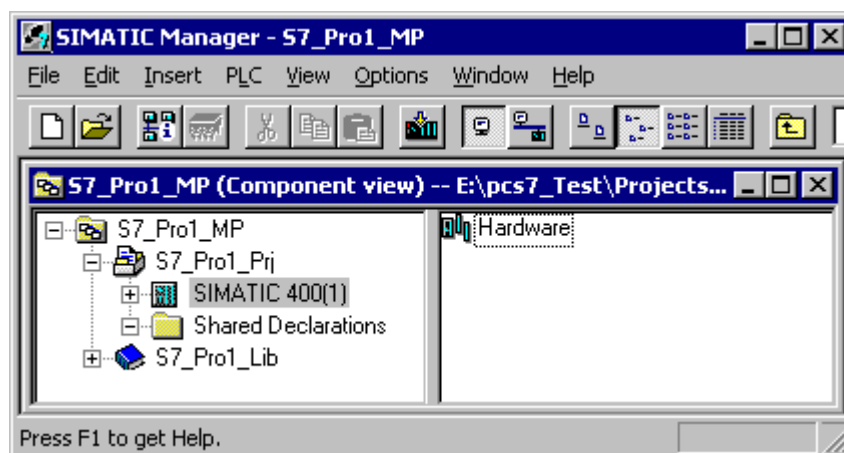 SIMATIC Manager - S7_Pro1_MP
File Edit Insert PLC View Options Window Help
S7_Pro1_MP (Component view) -- E:\pcs7_Test\Projects...
S7_Pro1_MP
Hardware
S7_Pro1_Prj
SIMATIC 400(1)
Shared Declarations
S7_Pro1_Lib
Press F1 to get Help.